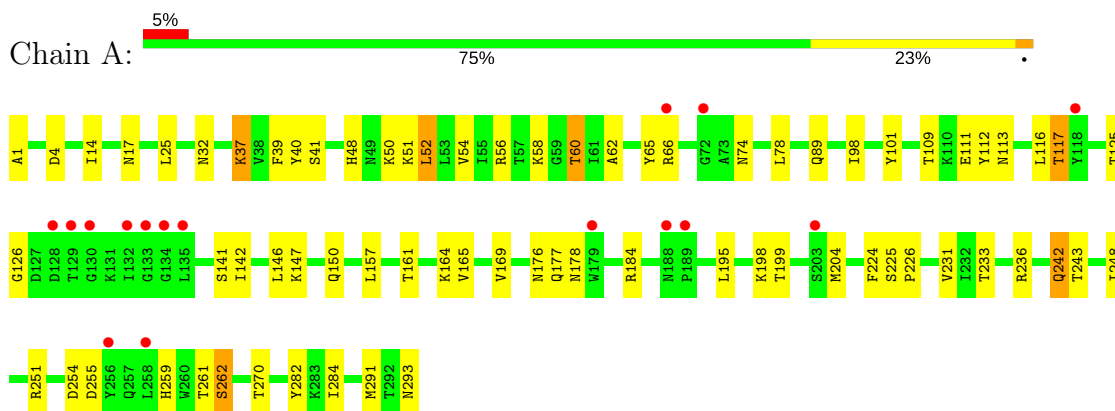 5%
Chain A:
75% 23% •
A1 D4 I14 N17 L25 N32 K37 V38 F39 Y40 S41 H48 N49 K50 K51 L52 L53 V54 I55 R56 T57 K58 G59 T60 I61 A62 Y65 R66 G72 A73 N74 L78 Q89 I98 Y101 T109 K110 E111 Y112 N113 L116 T117 Y118
G126 D127 D128 T129 G130 K131 I132 G133 G134 L135 S141 I142 L146 K147 Q150 L157 T161 K164 V165 V169 N176 Q177 N178 W179 R184 N188 P189 L195 K198 T199 S203 M204 F224 S225 P226 V231 I232 T233 R236 Q242 T243
R251 D254 D255 Y256 Q257 L258 H259 W260 T261 S262 T270 Y282 K283 I284 M291 T292 N293